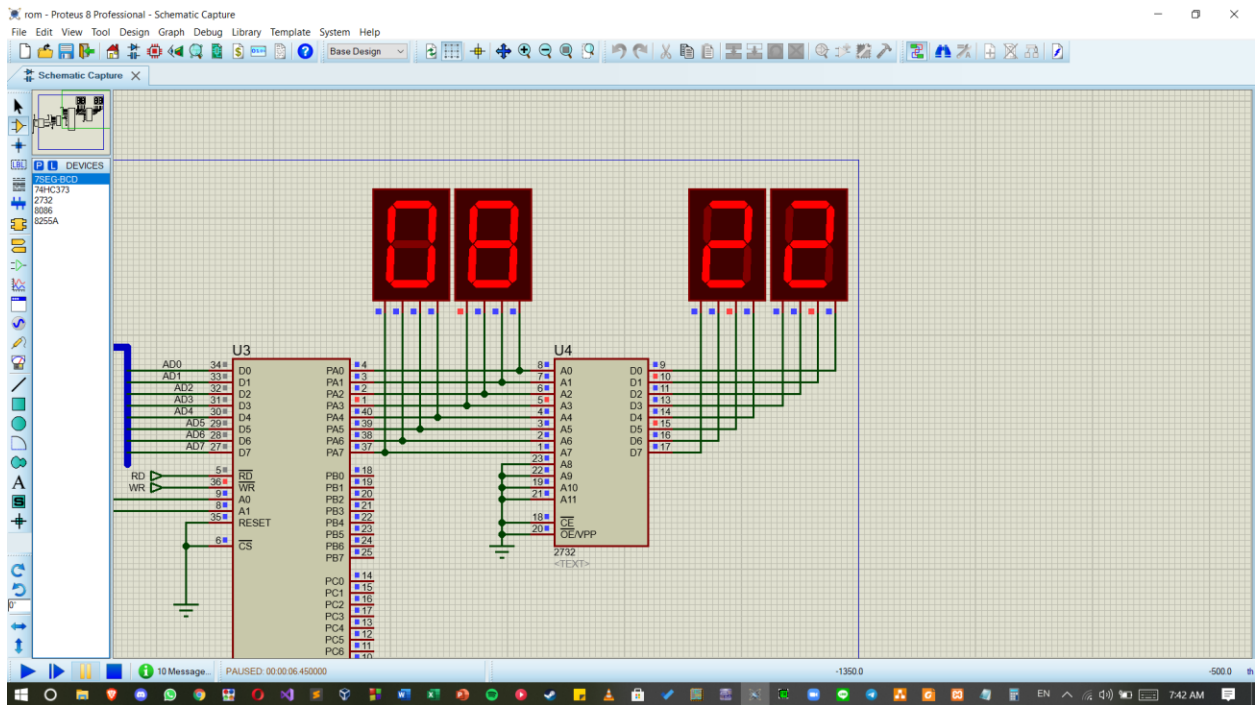 rom - Proteus 8 Professional - Schematic Capture
File Edit View Tool Design Graph Debug Library Template System Help
Base Design
Schematic Capture
P L DEVICES
7SEG-BCD
74HC373
2732
8086
8255A
U3
AD0 34 D0 PA0 4
AD1 33 D1 PA1 3
AD2 32 D2 PA2 2
AD3 31 D3 PA3 1
AD4 30 D4 PA4 40
AD5 29 D5 PA5 39
AD6 28 D6 PA6 38
AD7 27 D7 PA7 37
RD 5 RD PB0 18
WR 36 WR PB1 19
9 A0 PB2 20
8 A1 PB3 21
35 RESET PB4 22
PB5 23
6 CS PB6 24
PB7 25
PC0 14
PC1 15
PC2 16
PC3 17
PC4 13
PC5 12
PC6 11
10
08
22
U4
8 A0 D0 9
7 A1 D1 10
6 A2 D2 11
5 A3 D3 13
4 A4 D4 14
3 A5 D5 15
2 A6 D6 16
1 A7 D7 17
23 A8
22 A9
19 A10
21 A11
18 CE
20 OE/VPP
2732
<TEXT>
0°
10 Message...
PAUSED: 00:00:06.450000
-1350.0
-500.0
th
EN
7:42 AM